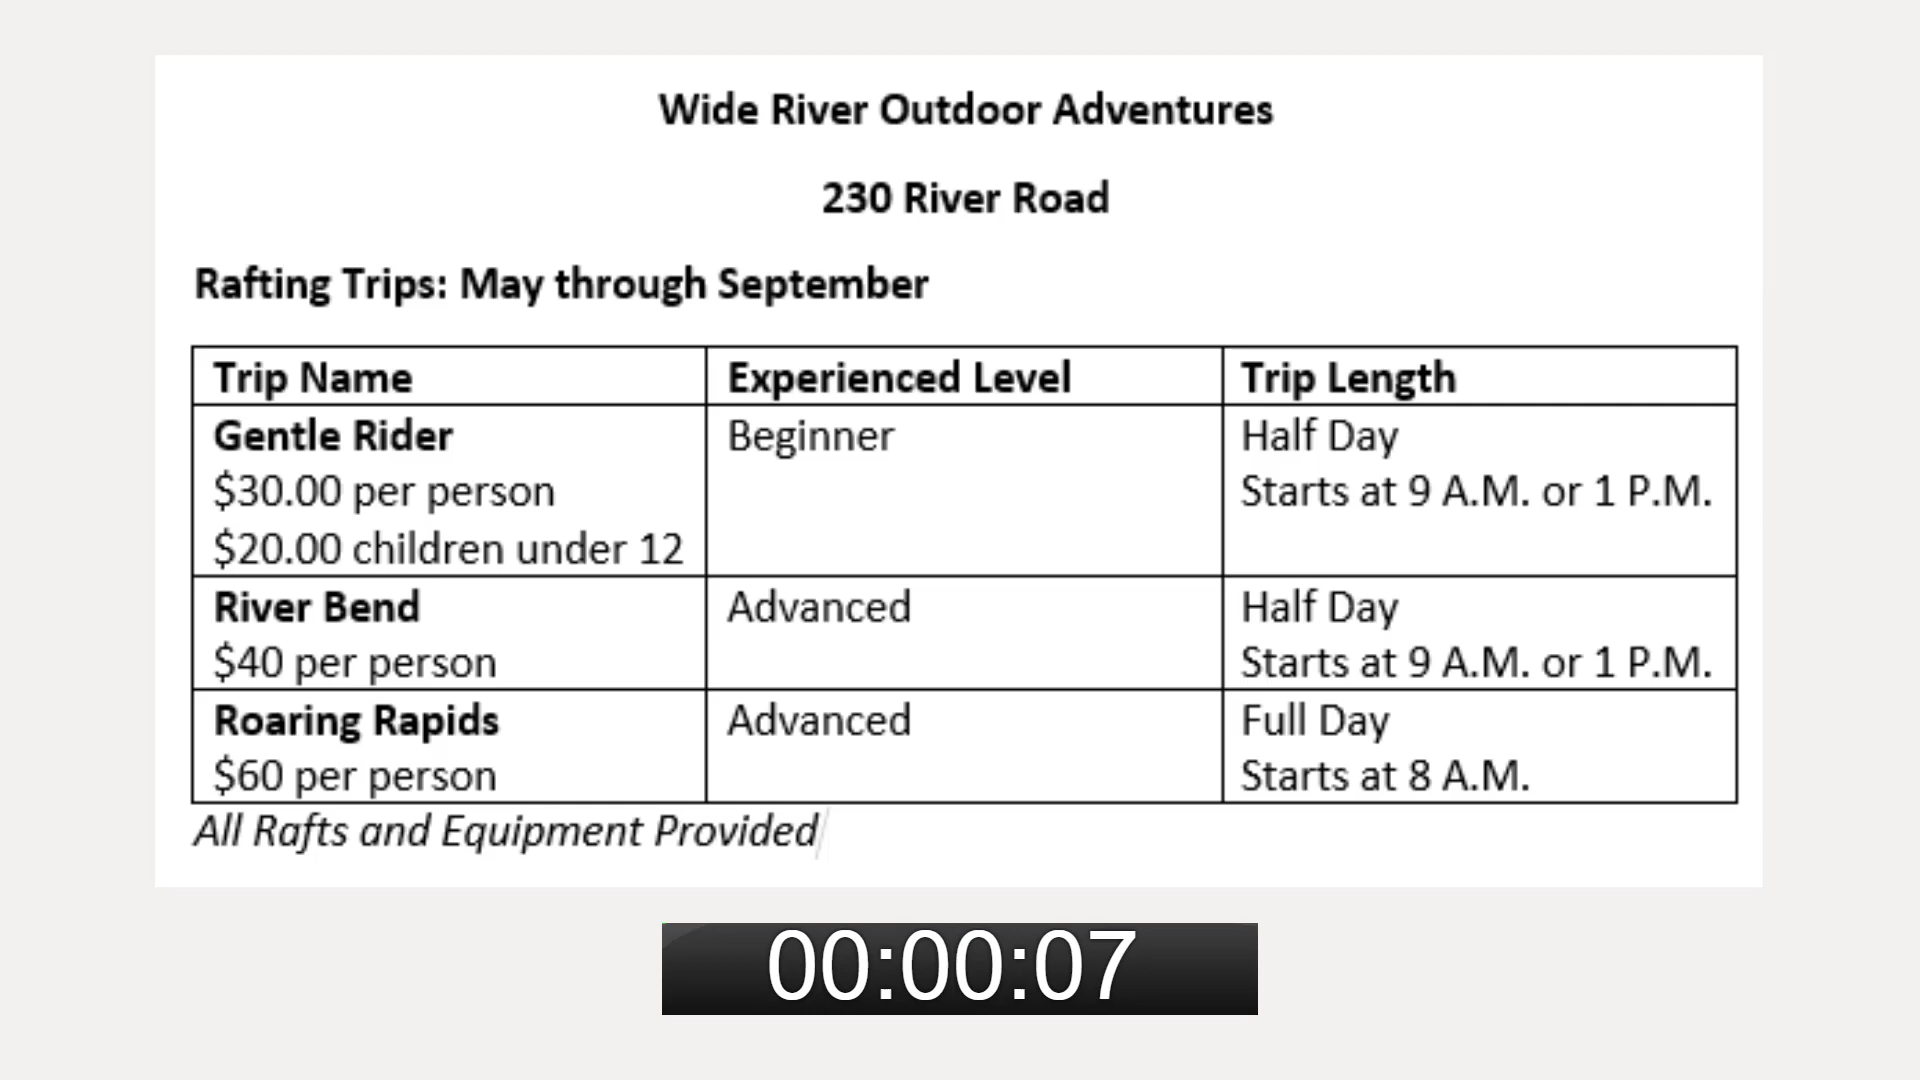 Wide River Outdoor Adventures
230 River Road
Rafting Trips: May through September
Trip Name
Experienced Level
Trip Length
Gentle Rider
$30.00 per person
$20.00 children under 12
Beginner
Half Day
Starts at 9 A.M. or 1 P.M.
River Bend
$40 per person
Advanced
Half Day
Starts at 9 A.M. or 1 P.M.
Roaring Rapids
$60 per person
Advanced
Full Day
Starts at 8 A.M.
All Rafts and Equipment Provided
00:00:07